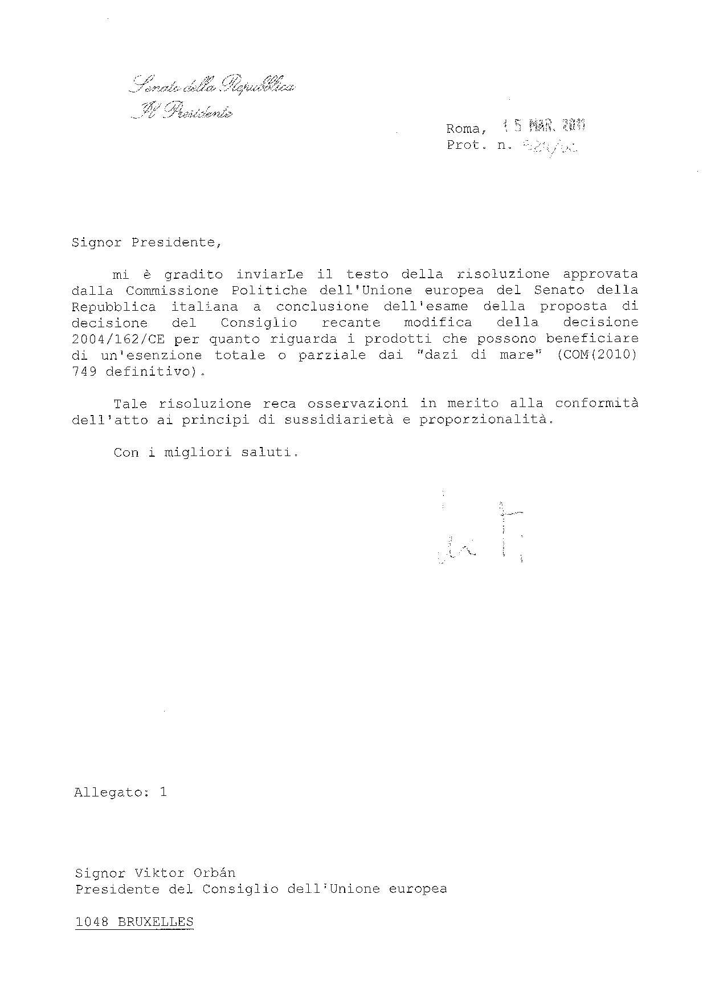 Senato della Repubblica
Il Presidente
Roma, 15 MAR. 2011
Prot. n.
Signor Presidente,
mi è gradito inviarLe il testo della risoluzione approvata
dalla Commissione Politiche dell'Unione europea del Senato della
Repubblica italiana a conclusione dell'esame della proposta di
decisione del Consiglio recante modifica della decisione
2004/162/CE per quanto riguarda i prodotti che possono beneficiare
di un'esenzione totale o parziale dai "dazi di mare" (COM(2010)
749 definitivo).
Tale risoluzione reca osservazioni in merito alla conformità
dell'atto ai principi di sussidiarietà e proporzionalità.
Con i migliori saluti.
Allegato: 1
Signor Viktor Orbán
Presidente del Consiglio dell'Unione europea
1048 BRUXELLES